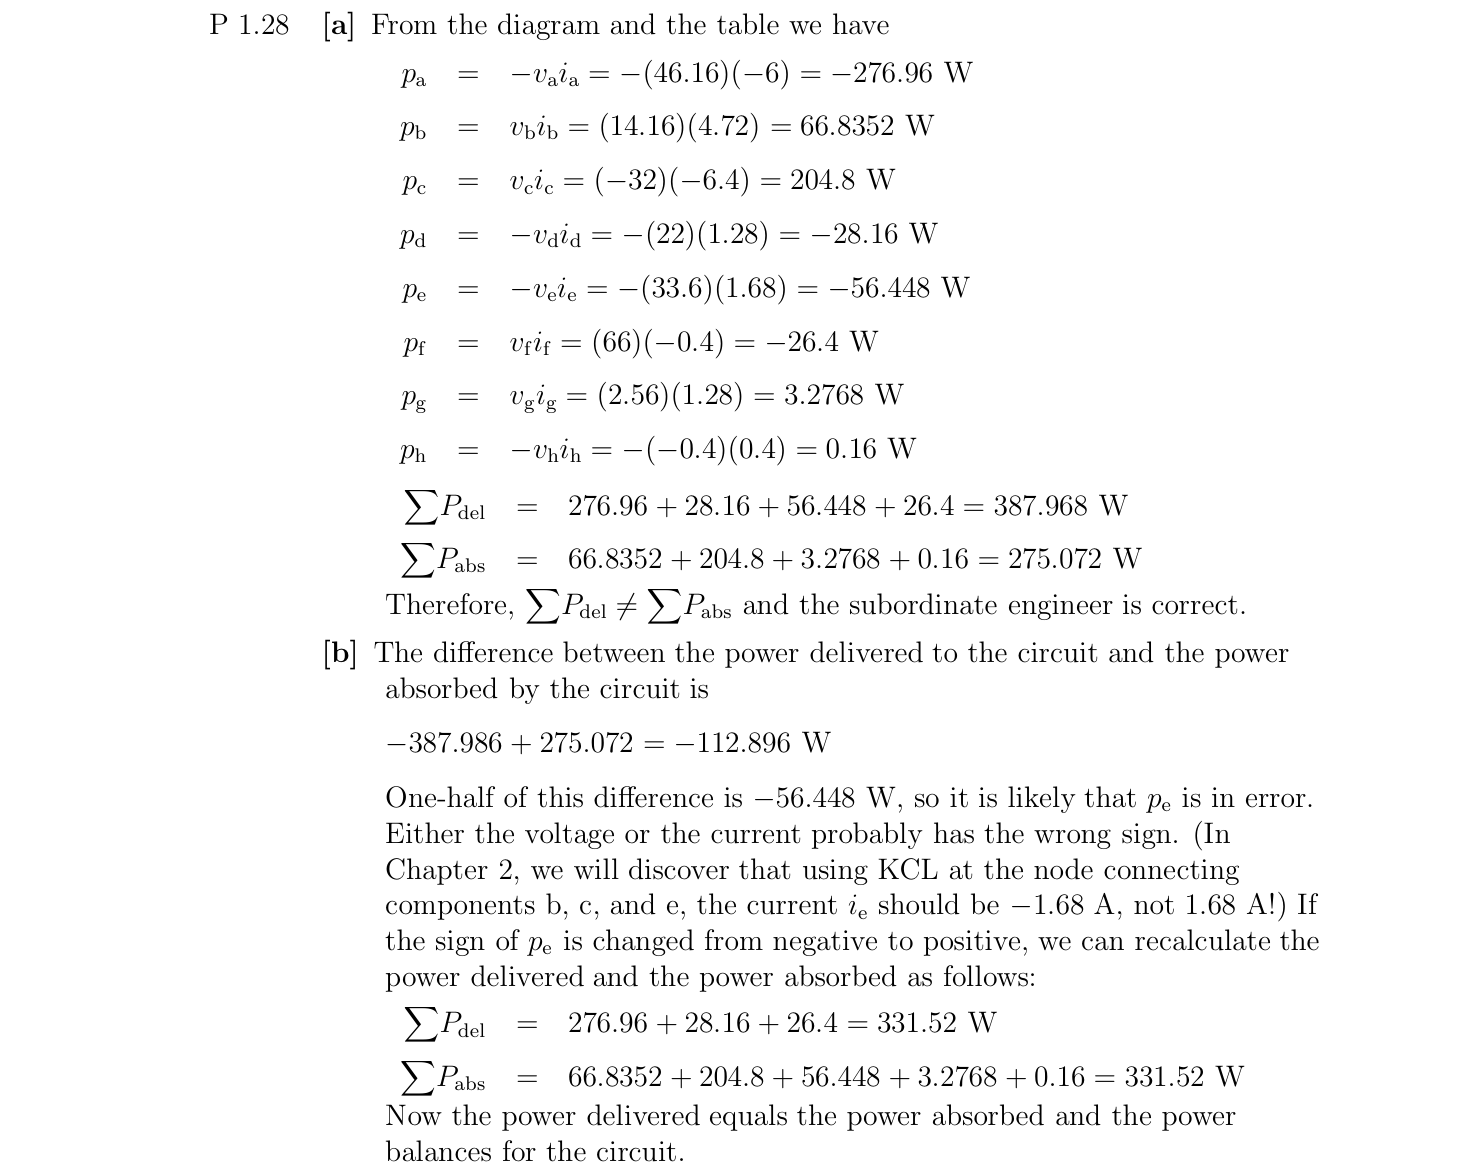 P 1.28 [a] From the diagram and the table we have
pa = −vaia = −(46.16)(−6) = −276.96 W
pb = vbib = (14.16)(4.72) = 66.8352 W
pc = vcic = (−32)(−6.4) = 204.8 W
pd = −vdid = −(22)(1.28) = −28.16 W
pe = −veie = −(33.6)(1.68) = −56.448 W
pf = vfif = (66)(−0.4) = −26.4 W
pg = vgig = (2.56)(1.28) = 3.2768 W
ph = −vhih = −(−0.4)(0.4) = 0.16 W
∑Pdel = 276.96 + 28.16 + 56.448 + 26.4 = 387.968 W
∑Pabs = 66.8352 + 204.8 + 3.2768 + 0.16 = 275.072 W
Therefore, ∑Pdel ≠ ∑Pabs and the subordinate engineer is correct.
[b] The difference between the power delivered to the circuit and the power
absorbed by the circuit is
−387.986 + 275.072 = −112.896 W
One-half of this difference is −56.448 W, so it is likely that pe is in error.
Either the voltage or the current probably has the wrong sign. (In
Chapter 2, we will discover that using KCL at the node connecting
components b, c, and e, the current ie should be −1.68 A, not 1.68 A!) If
the sign of pe is changed from negative to positive, we can recalculate the
power delivered and the power absorbed as follows:
∑Pdel = 276.96 + 28.16 + 26.4 = 331.52 W
∑Pabs = 66.8352 + 204.8 + 56.448 + 3.2768 + 0.16 = 331.52 W
Now the power delivered equals the power absorbed and the power
balances for the circuit.